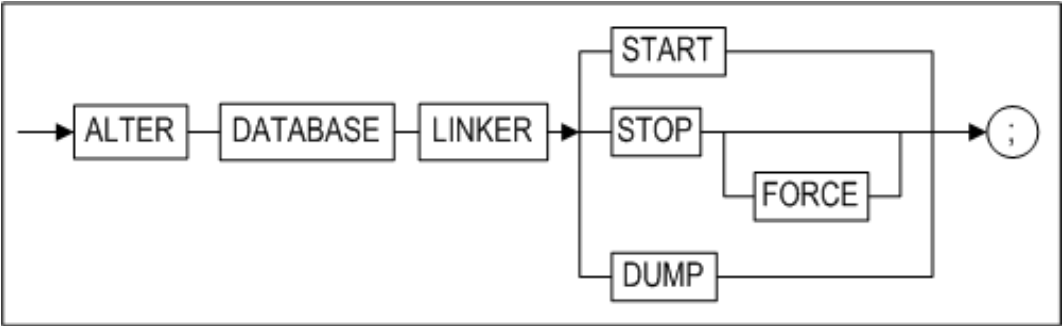 START
ALTER DATABASE LINKER STOP ;
FORCE
DUMP